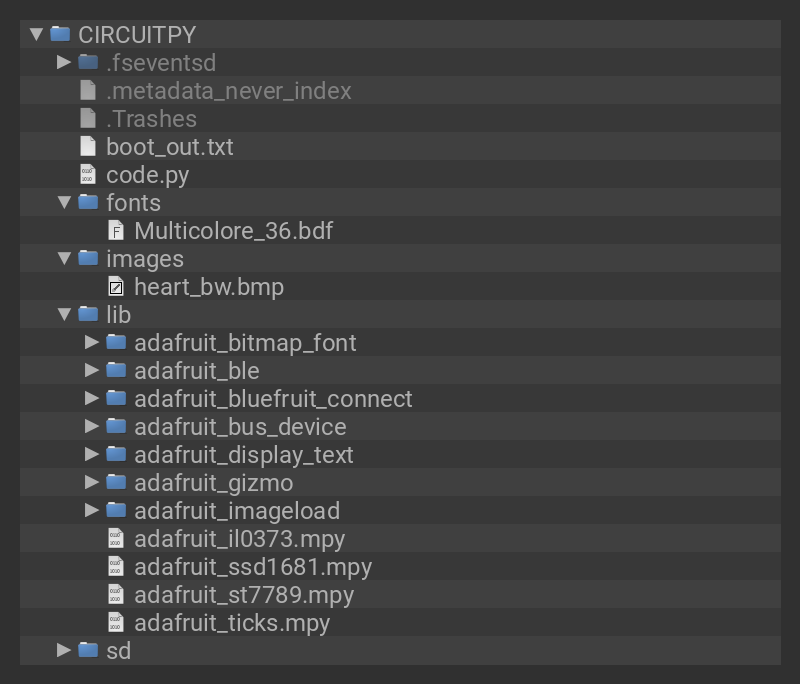 CIRCUITPY
.fseventsd
.metadata_never_index
.Trashes
boot_out.txt
code.py
fonts
Multicolore_36.bdf
images
heart_bw.bmp
lib
adafruit_bitmap_font
adafruit_ble
adafruit_bluefruit_connect
adafruit_bus_device
adafruit_display_text
adafruit_gizmo
adafruit_imageload
adafruit_il0373.mpy
adafruit_ssd1681.mpy
adafruit_st7789.mpy
adafruit_ticks.mpy
sd